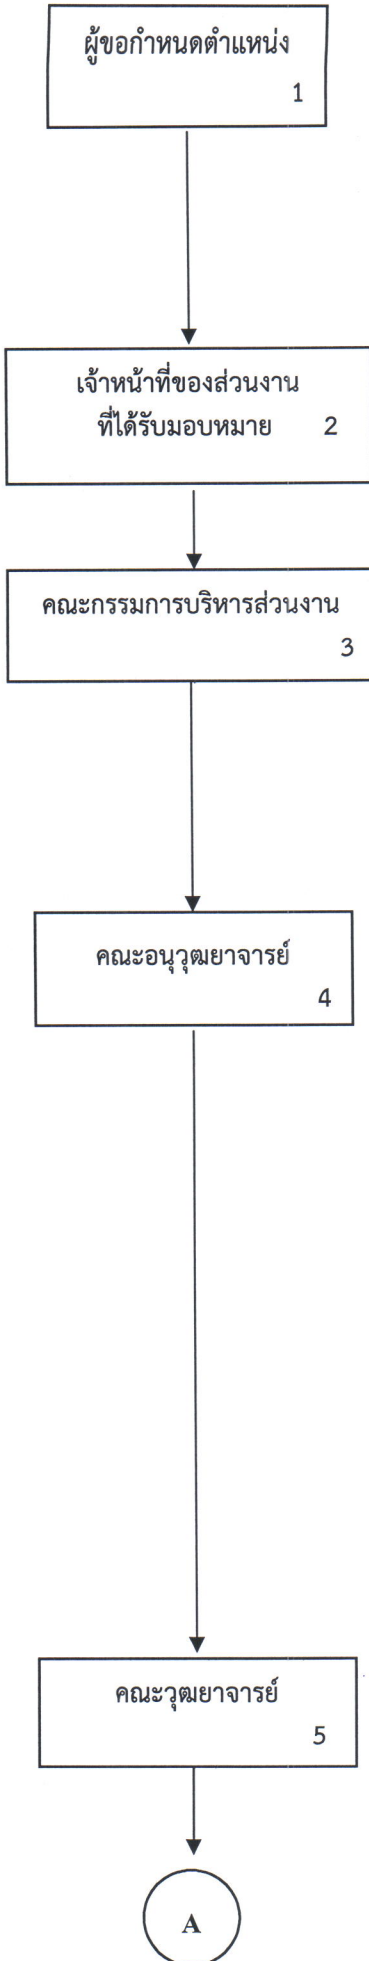 ผู้ขอกำหนดตำแหน่ง
1
เจ้าหน้าที่ของส่วนงาน
ที่ได้รับมอบหมาย 2
คณะกรรมการบริหารส่วนงาน
3
คณะอนุวุฒยาจารย์
4
คณะวุฒยาจารย์
5
A